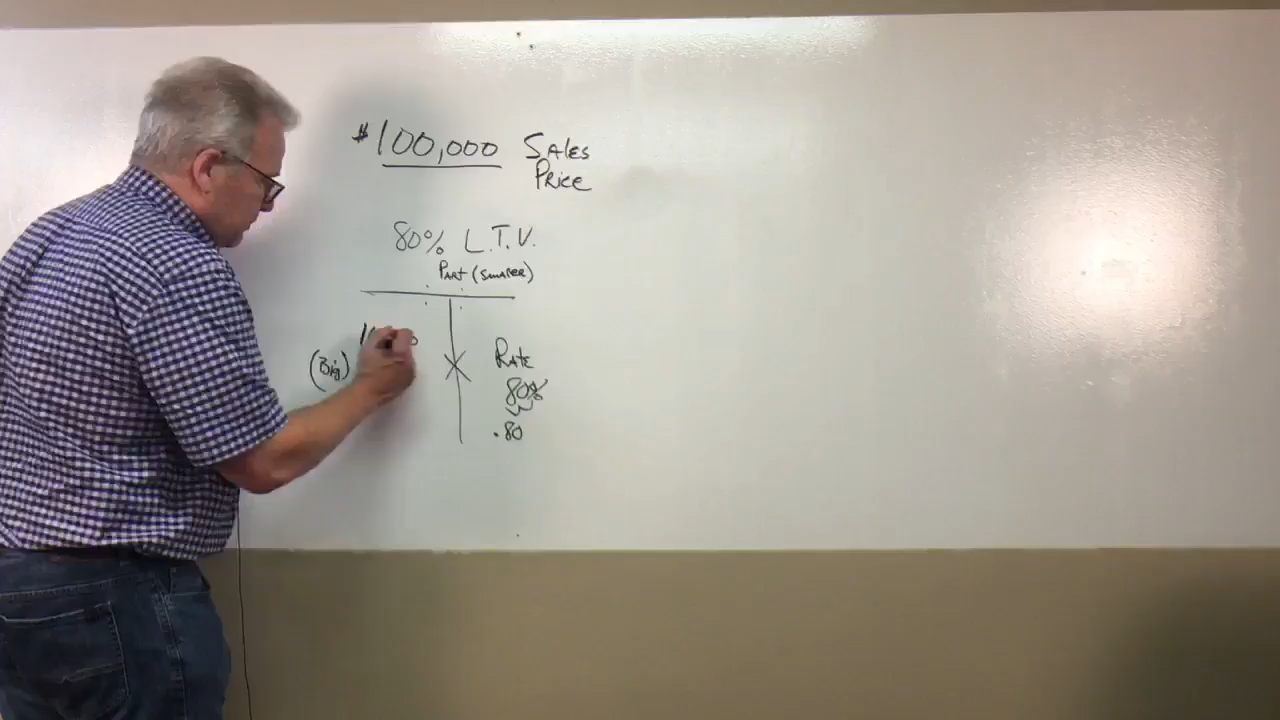 $100,000 Sales
Price
80% L.T.V.
Part (Smaller)
(Big)
Rate
80%
.80